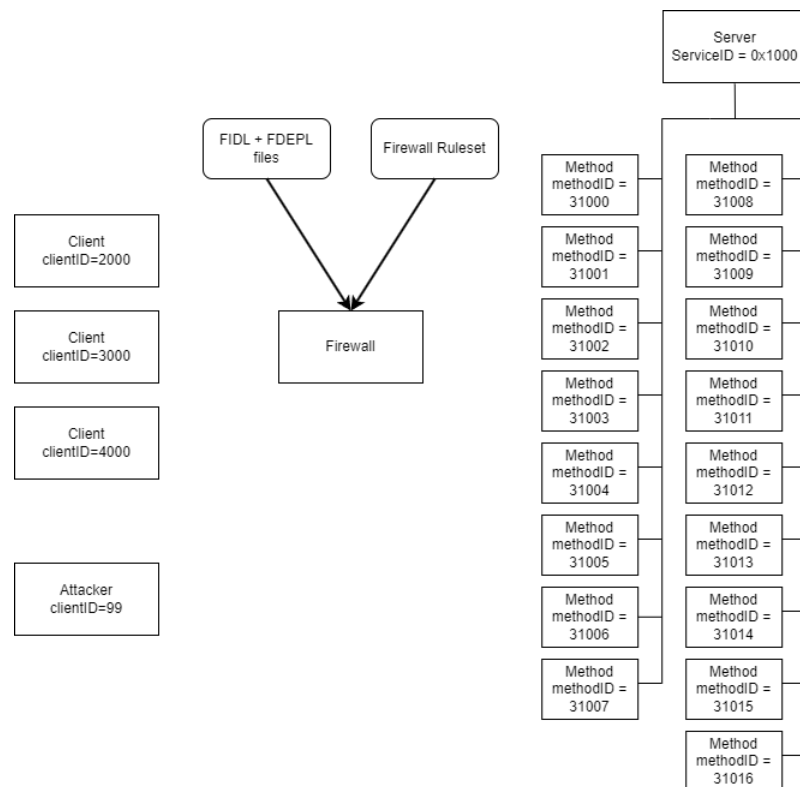 Server
ServiceID = 0x1000
FIDL + FDEPL
files
Firewall Ruleset
Client
clientID=2000
Client
clientID=3000
Client
clientID=4000
Attacker
clientID=99
Firewall
Method
methodID =
31000
Method
methodID =
31001
Method
methodID =
31002
Method
methodID =
31003
Method
methodID =
31004
Method
methodID =
31005
Method
methodID =
31006
Method
methodID =
31007
Method
methodID =
31008
Method
methodID =
31009
Method
methodID =
31010
Method
methodID =
31011
Method
methodID =
31012
Method
methodID =
31013
Method
methodID =
31014
Method
methodID =
31015
Method
methodID =
31016